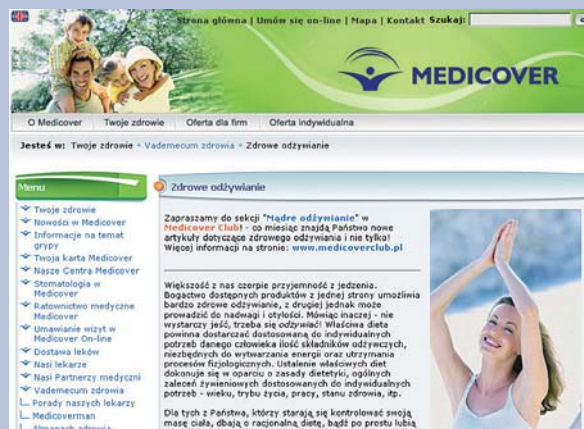 Strona główna | Umów się on-line | Mapa | Kontakt Szukaj:
MEDICOVER
O Medicover Twoje zdrowie Oferta dla firm Oferta indywidualna
Jesteś w: Twoje zdrowie Vademecum zdrowia Zdrowe odżywianie
Menu
Twoje zdrowie
Nowości w Medicover
Informacje na temat
grypy
Twoja karta Medicover
Nasze Centra Medicover
Stomatologia w
Medicover
Ratownictwo medyczne
Medicover
Umawianie wizyt w
Medicover On-line
Dostawa leków
Nasi lekarze
Nasi Partnerzy medyczni
Vademecum zdrowia
Porady naszych lekarzy
Medicoverman
Almanach zdrowia
Zdrowe odżywianie
Zapraszamy do sekcji "Mądre odżywianie" w
Medicover Club! - co miesiąc znajdą Państwo nowe
artykuły dotyczące zdrowego odżywiania i nie tylko!
Więcej informacji na stronie: www.medicoverclub.pl
Większość z nas czerpie przyjemność z jedzenia.
Bogactwo dostępnych produktów z jednej strony umożliwia
bardzo zdrowe odżywianie, z drugiej jednak może
prowadzić do nadwagi i otyłości. Mówiąc inaczej - nie
wystarczy jeść, trzeba się odżywiać! Właściwa dieta
powinna dostarczać dostosowaną do indywidualnych
potrzeb danego człowieka ilość składników odżywczych,
niezbędnych do wytwarzania energii oraz utrzymania
procesów fizjologicznych. Ustalenie właściwych diet
dokonuje się w oparciu o zasady dietetyki, ogólnych
zaleceń żywieniowych dostosowanych do indywidualnych
potrzeb - wieku, trybu życia, pracy, stanu zdrowia, itp.
Dla tych z Państwa, którzy starają się kontrolować swoją
masę ciała, dbają o racjonalną dietę, bądź po prostu lubią